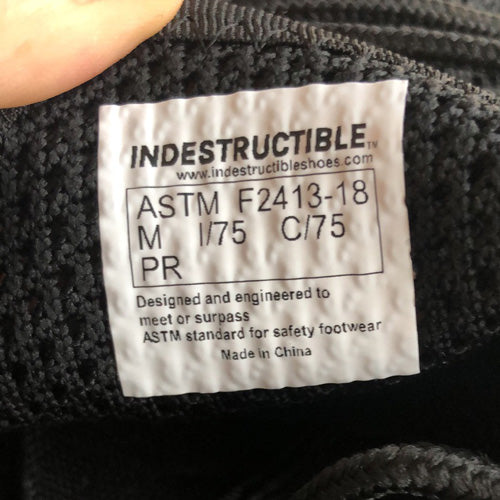 INDESTRUCTIBLE™
www.indestructibleshoes.com
ASTM F2413-18
M I/75 C/75
PR
Designed and engineered to
meet or surpass
ASTM standard for safety footwear
Made in China